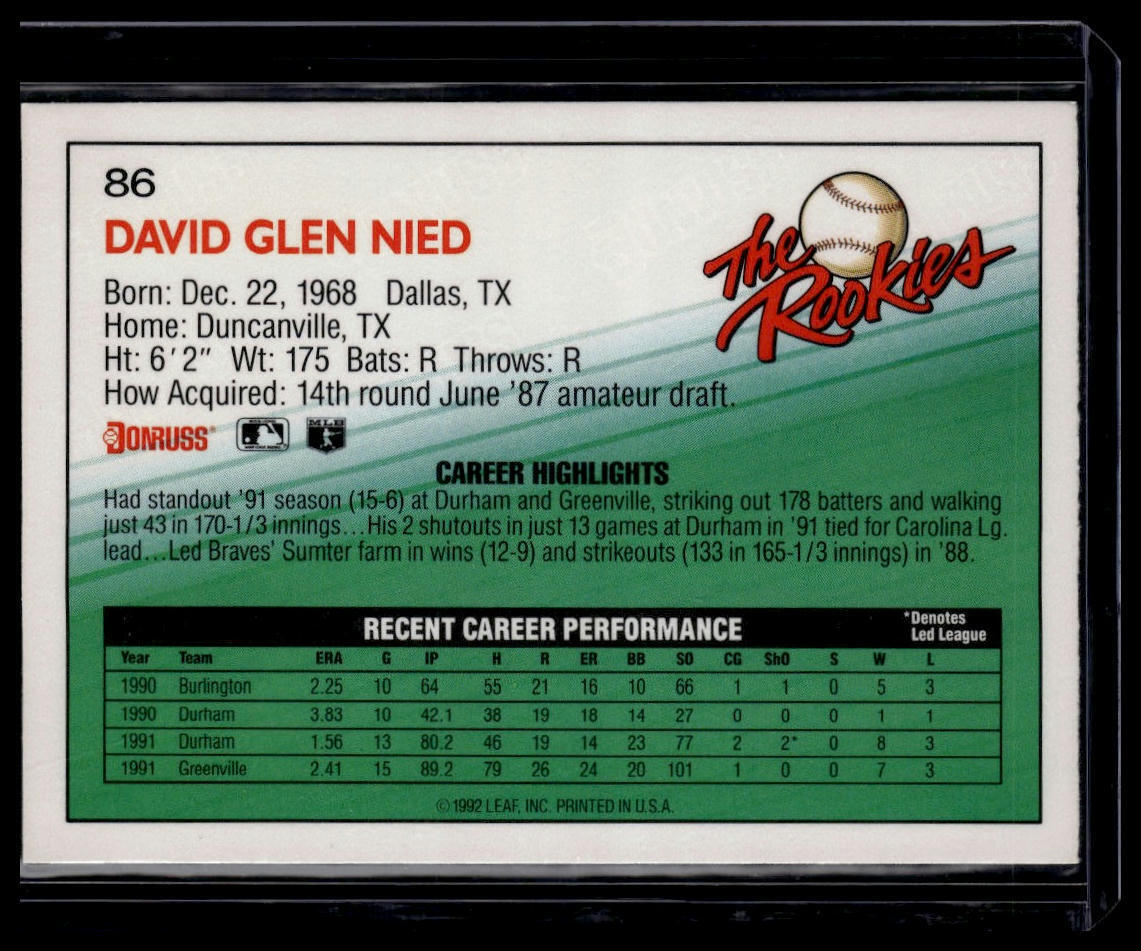 86
DAVID GLEN NIED
The Rookies
Born: Dec. 22, 1968 Dallas, TX
Home: Duncanville, TX
Ht: 6'2" Wt: 175 Bats: R Throws: R
How Acquired: 14th round June '87 amateur draft.
DONRUSS MLB
CAREER HIGHLIGHTS
Had standout '91 season (15-6) at Durham and Greenville, striking out 178 batters and walking
just 43 in 170-1/3 innings...His 2 shutouts in just 13 games at Durham in '91 tied for Carolina Lg.
lead...Led Braves' Sumter farm in wins (12-9) and strikeouts (133 in 165-1/3 innings) in '88.
RECENT CAREER PERFORMANCE
*Denotes
Led League
Year Team ERA G IP H R ER BB SO CG ShO S W L
1990 Burlington 2.25 10 64 55 21 16 10 66 1 1 0 5 3
1990 Durham 3.83 10 42.1 38 19 18 14 27 0 0 0 1 1
1991 Durham 1.56 13 80.2 46 19 14 23 77 2 2* 0 8 3
1991 Greenville 2.41 15 89.2 79 26 24 20 101 1 0 0 7 3
©1992 LEAF, INC. PRINTED IN U.S.A.